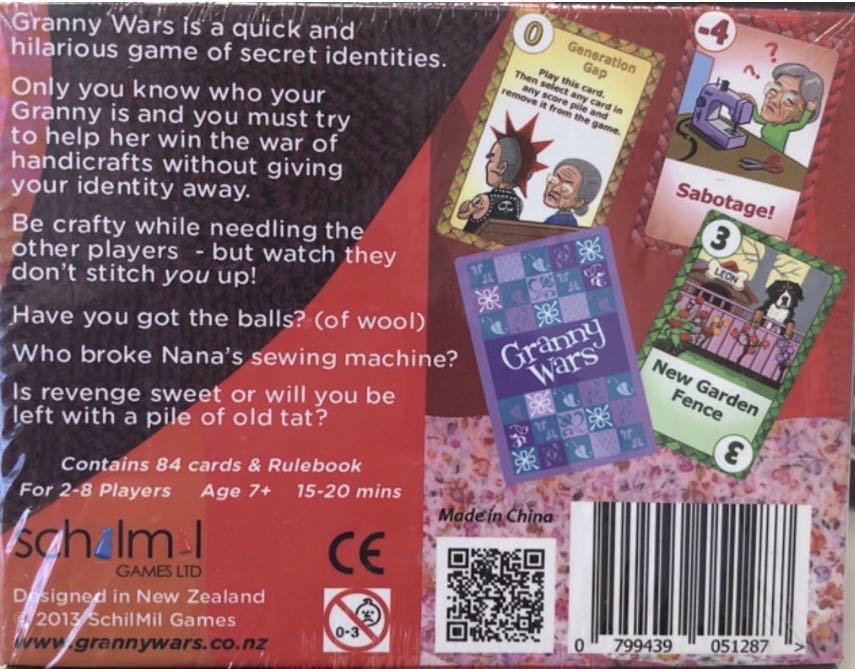 Granny Wars is a quick and
hilarious game of secret identities.
Only you know who your
Granny is and you must try
to help her win the war of
handicrafts without giving
your identity away.
Be crafty while needling the
other players - but watch they
don't stitch you up!
Have you got the balls? (of wool)
Who broke Nana's sewing machine?
Is revenge sweet or will you be
left with a pile of old tat?
Contains 84 cards & Rulebook
For 2-8 Players Age 7+ 15-20 mins
schilmil
GAMES LTD
Designed in New Zealand
© 2013 SchilMil Games
www.grannywars.co.nz
CE
0-3
0
Generation
Gap
Play this card.
Then select any card in
any score pile and
remove it from the game.
-4
? ?
Sabotage!
Granny
Wars
3
LEON
New Garden
Fence
3
Made in China
0 799439 051287 >